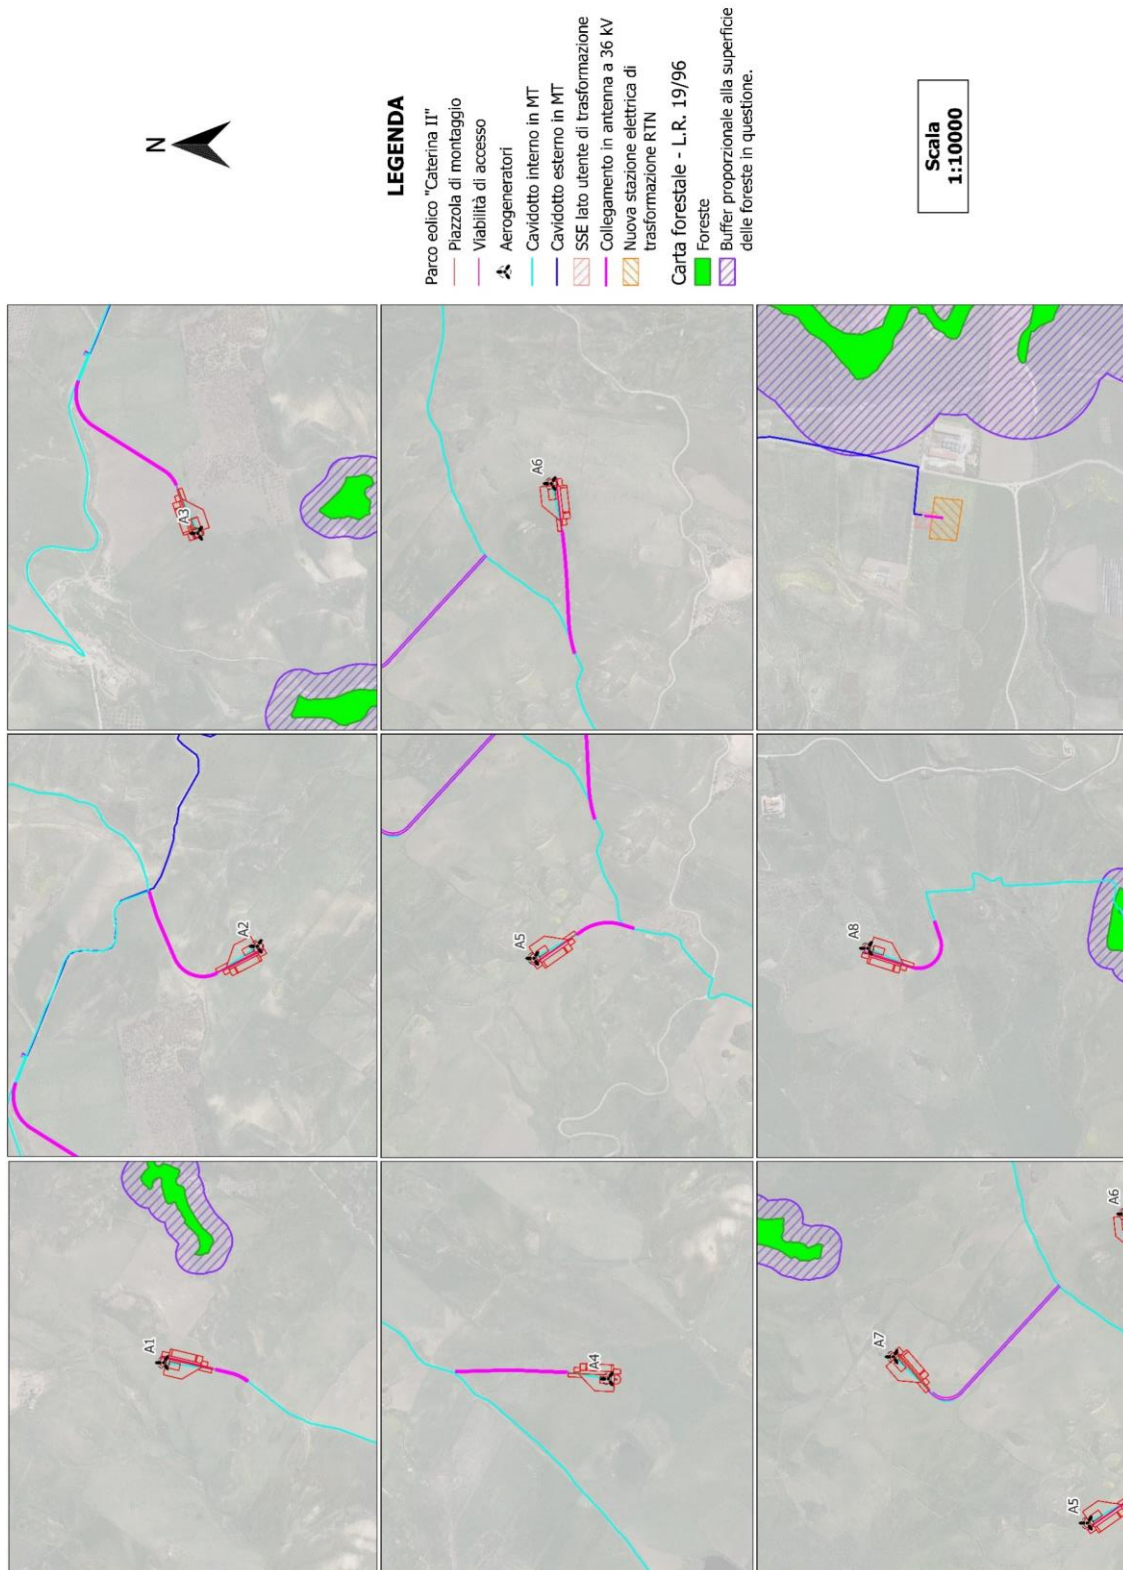 N
LEGENDA
Parco eolico "Caterina II"
Piazzola di montaggio
Viabilità di accesso
Aerogeneratori
Cavidotto interno in MT
Cavidotto esterno in MT
SSE lato utente di trasformazione
Collegamento in antenna a 36 kV
Nuova stazione elettrica di
trasformazione RTN
Carta forestale - L.R. 19/96
Foreste
Buffer proporzionale alla superficie
delle foreste in questione.
Scala
1:10000
A1
A2
A3
A4
A5
A6
A5
A7
A6
A8